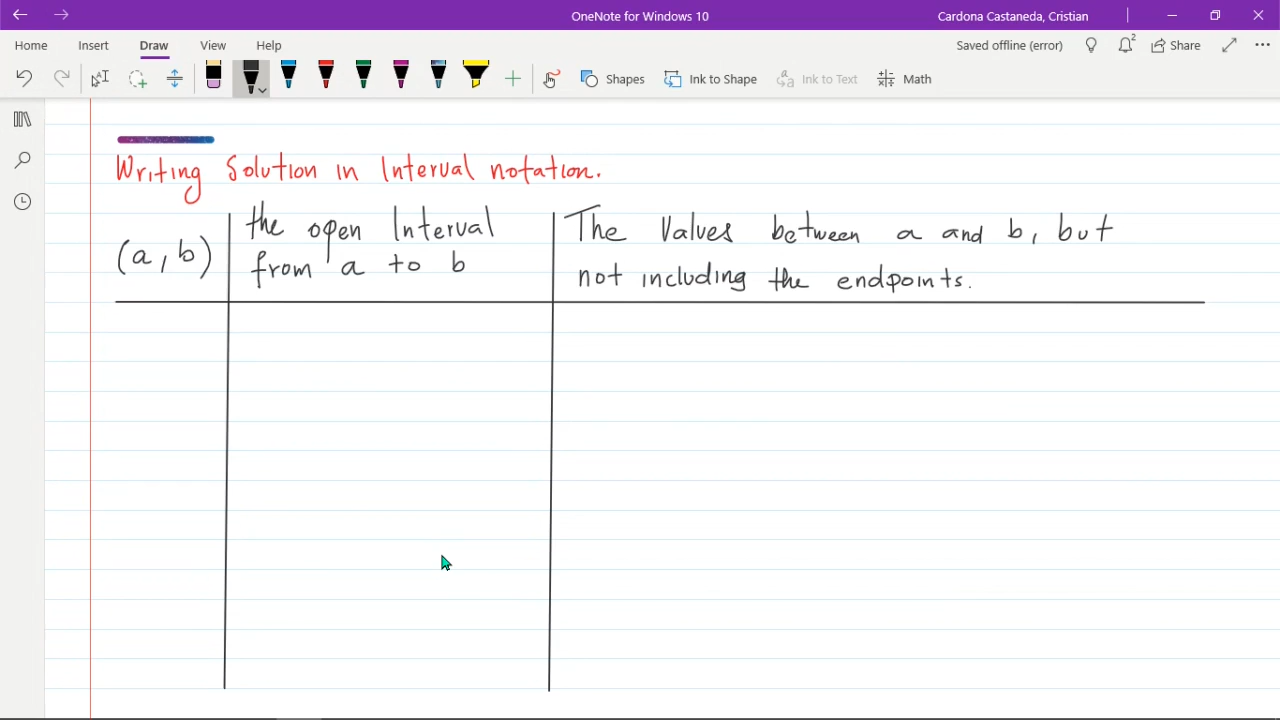 OneNote for Windows 10
Cardona Castaneda, Cristian
Home Insert Draw View Help
Saved offline (error)
Share
Shapes
Ink to Shape
Ink to Text
Math
Writing Solution in Interval notation.
(a, b)
the open Interval
from a to b
The Values between a and b, but
not including the endpoints.